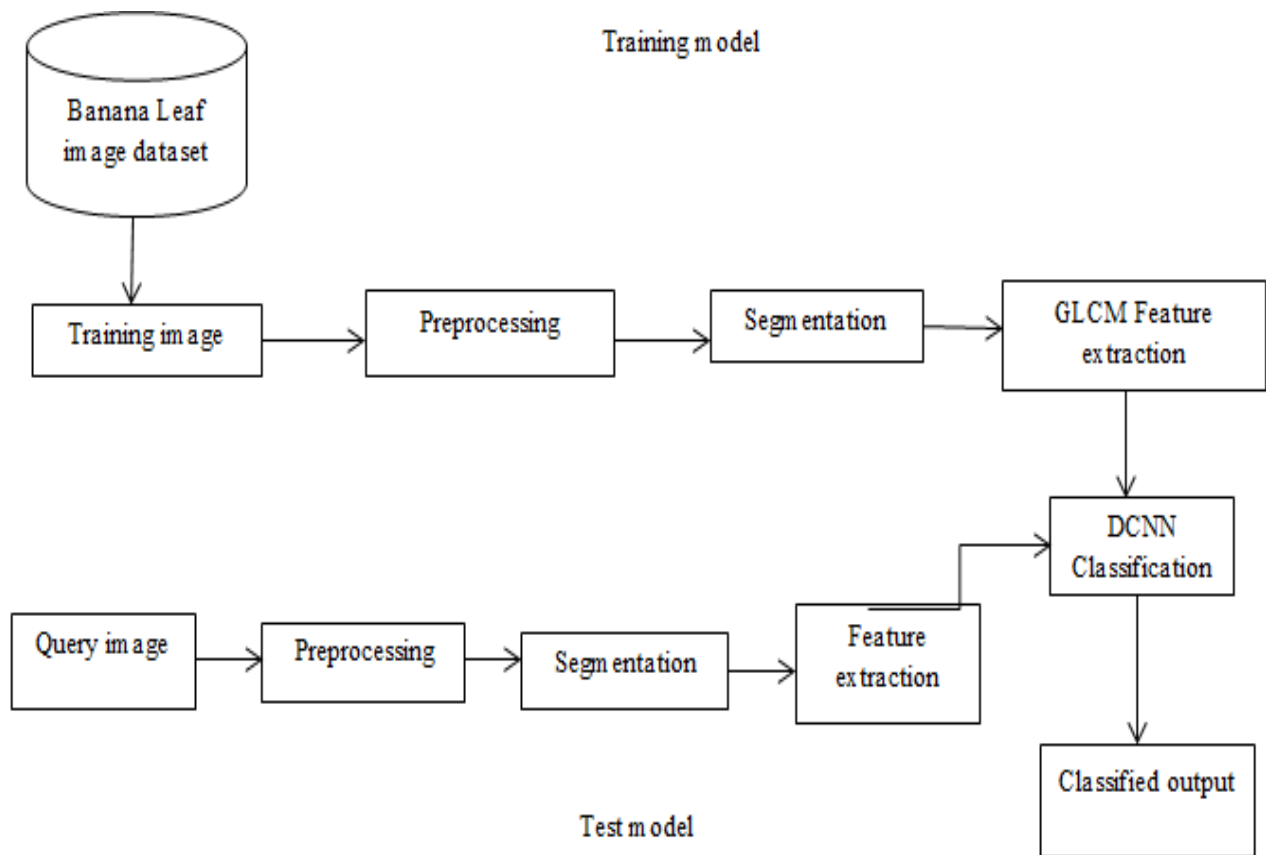 Training model
Banana Leaf
image dataset
Training image
Preprocessing
Segmentation
GLCM Feature
extraction
DCNN
Classification
Query image
Preprocessing
Segmentation
Feature
extraction
Classified output
Test model